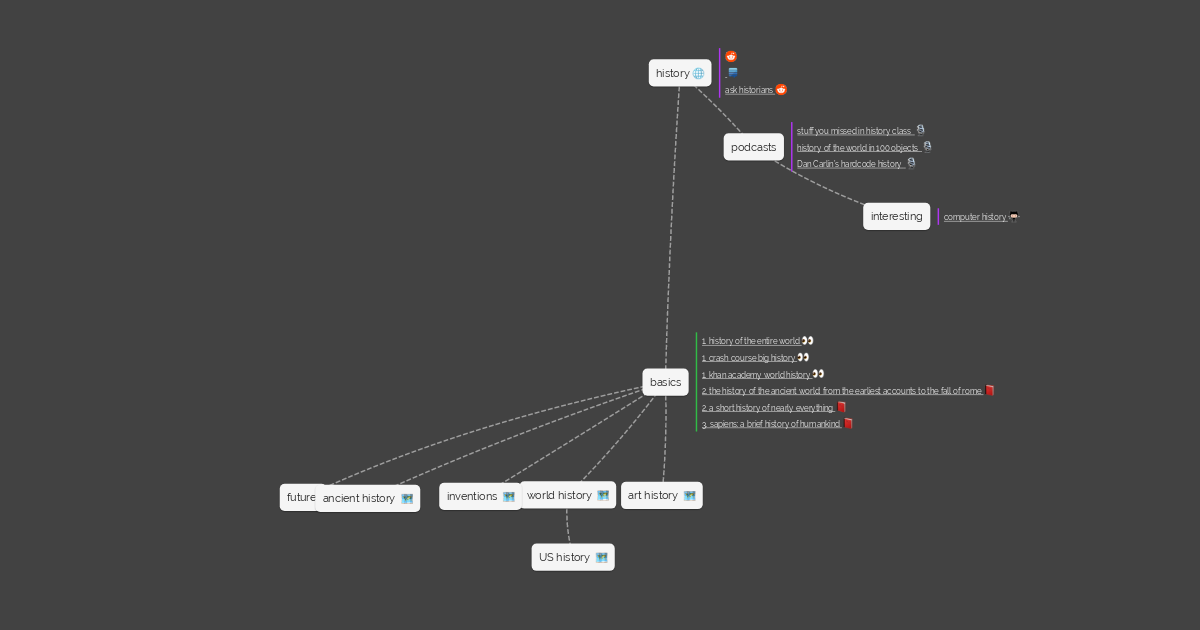 history
ask historians
stuff you missed in history class
podcasts
history of the world in 100 objects
Dan Carlin's hardcode history
interesting
computer history
1. history of the entire world
1. crash course big history
1. khan academy world history
basics
2. the history of the ancient world from the earliest accounts to the fall of rome
2. a short history of nearly everything
3. sapiens: a brief history of humankind
future
ancient history
inventions
world history
art history
US history